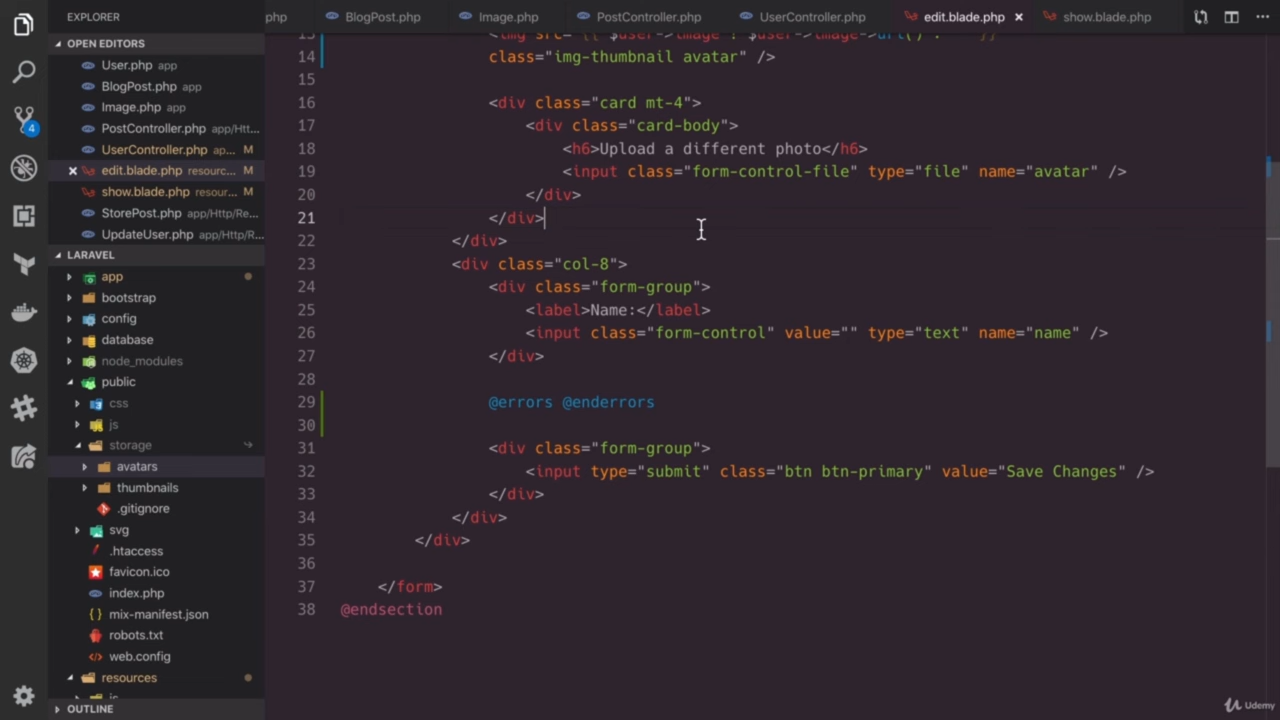 EXPLORER
php
BlogPost.php
Image.php
PostController.php
UserController.php
edit.blade.php
show.blade.php
OPEN EDITORS
User.php app
BlogPost.php app
Image.php app
PostController.php app/Htt...
UserController.php ap... M
edit.blade.php resourc... M
show.blade.php resour... M
StorePost.php app/Http/Re...
UpdateUser.php app/Http/R...
LARAVEL
app
bootstrap
config
database
node_modules
public
css
js
storage
avatars
thumbnails
.gitignore
svg
.htaccess
favicon.ico
index.php
mix-manifest.json
robots.txt
web.config
resources
OUTLINE
4
14 class="img-thumbnail avatar" />
15
16 <div class="card mt-4">
17 <div class="card-body">
18 <h6>Upload a different photo</h6>
19 <input class="form-control-file" type="file" name="avatar" />
20 </div>
21 </div>
22 </div>
23 <div class="col-8">
24 <div class="form-group">
25 <label>Name:</label>
26 <input class="form-control" value="" type="text" name="name" />
27 </div>
28
29 @errors @enderrors
30
31 <div class="form-group">
32 <input type="submit" class="btn btn-primary" value="Save Changes" />
33 </div>
34 </div>
35 </div>
36
37 </form>
38 @endsection
Udemy